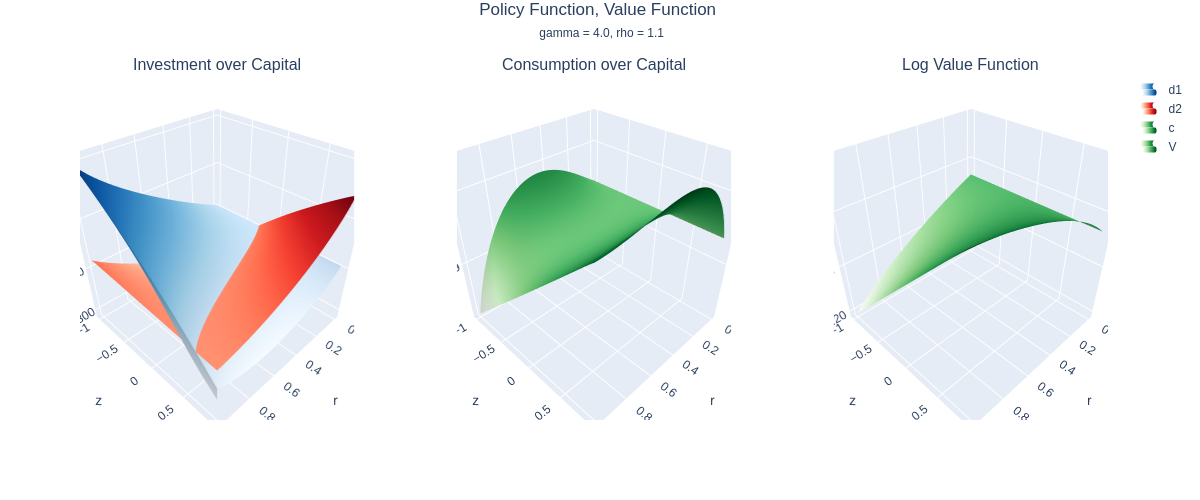 Policy Function, Value Function
gamma = 4.0, rho = 1.1
Investment over Capital
Consumption over Capital
Log Value Function
d1
d2
c
V
−1
−0.5
0
0.5
z
0
0.2
0.4
0.6
0.8
r
−1
−0.5
0
0.5
z
0
0.2
0.4
0.6
0.8
r
−1
−0.5
0
0.5
z
0
0.2
0.4
0.6
0.8
r